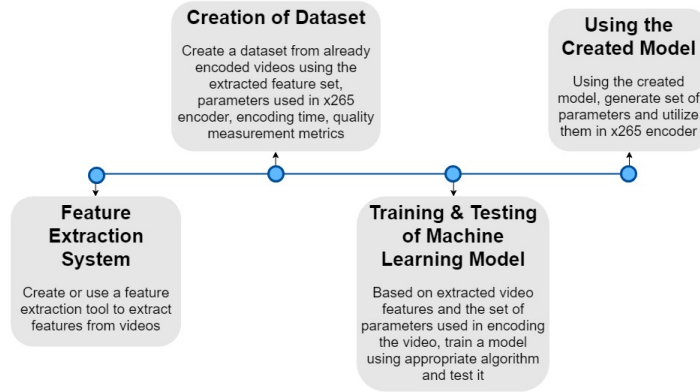 Creation of Dataset
Create a dataset from already
encoded videos using the
extracted feature set,
parameters used in x265
encoder, encoding time, quality
measurement metrics
Using the
Created Model
Using the created
model, generate set of
parameters and utilize
them in x265 encoder
Feature
Extraction
System
Create or use a feature
extraction tool to extract
features from videos
Training & Testing
of Machine
Learning Model
Based on extracted video
features and the set of
parameters used in encoding
the video, train a model
using appropriate algorithm
and test it